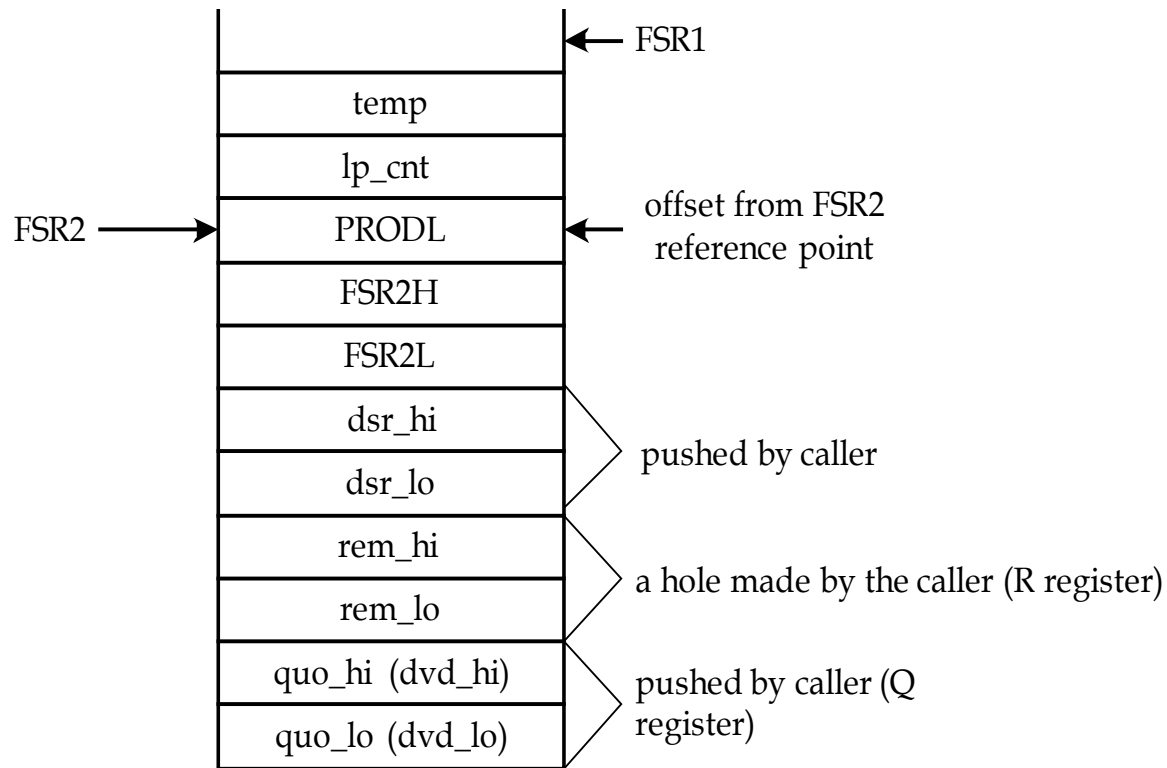 FSR1
temp
lp_cnt
FSR2
PRODL
offset from FSR2
reference point
FSR2H
FSR2L
dsr_hi
dsr_lo
pushed by caller
rem_hi
rem_lo
a hole made by the caller (R register)
quo_hi (dvd_hi)
quo_lo (dvd_lo)
pushed by caller (Q
register)